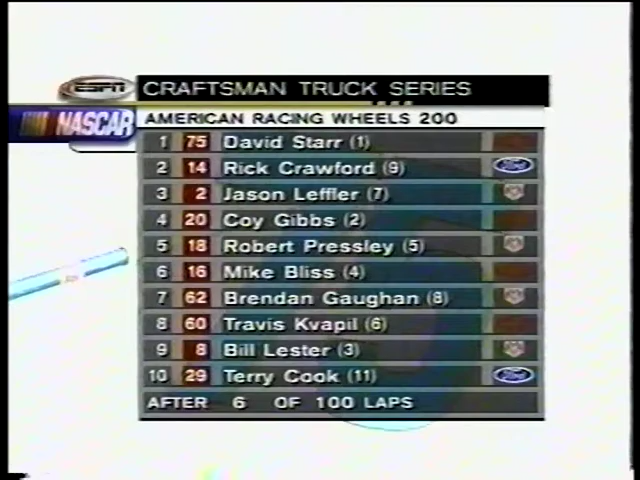 ESPN CRAFTSMAN TRUCK SERIES
NASCAR AMERICAN RACING WHEELS 200
1 75 David Starr (1)
2 14 Rick Crawford (9) Ford
3 2 Jason Leffler (7)
4 20 Coy Gibbs (2)
5 18 Robert Pressley (5)
6 16 Mike Bliss (4)
7 62 Brendan Gaughan (8)
8 60 Travis Kvapil (6)
9 8 Bill Lester (3)
10 29 Terry Cook (11) Ford
AFTER 6 OF 100 LAPS